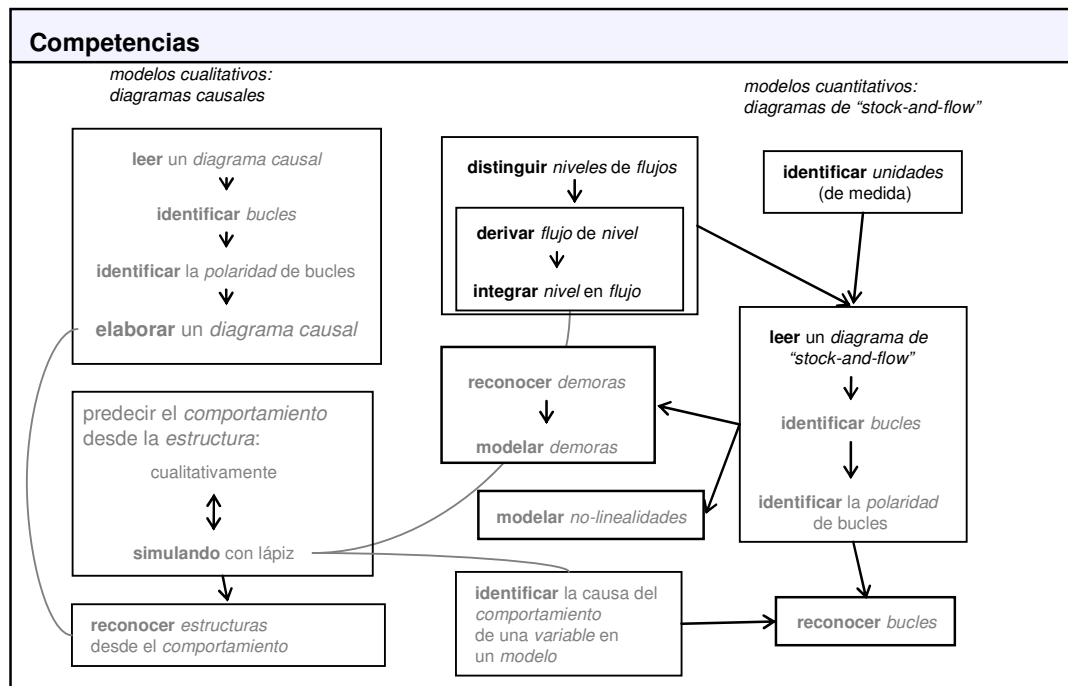 Competencias
modelos cualitativos:
diagramas causales
leer un diagrama causal
identificar bucles
identificar la polaridad de bucles
elaborar un diagrama causal
predecir el comportamiento
desde la estructura:
cualitativamente
simulando con lápiz
reconocer estructuras
desde el comportamiento
distinguir niveles de flujos
derivar flujo de nivel
integrar nivel en flujo
reconocer demoras
modelar demoras
modelar no-linealidades
identificar la causa del
comportamiento
de una variable en
un modelo
modelos cuantitativos:
diagramas de “stock-and-flow”
identificar unidades
(de medida)
leer un diagrama de
“stock-and-flow”
identificar bucles
identificar la polaridad
de bucles
reconocer bucles